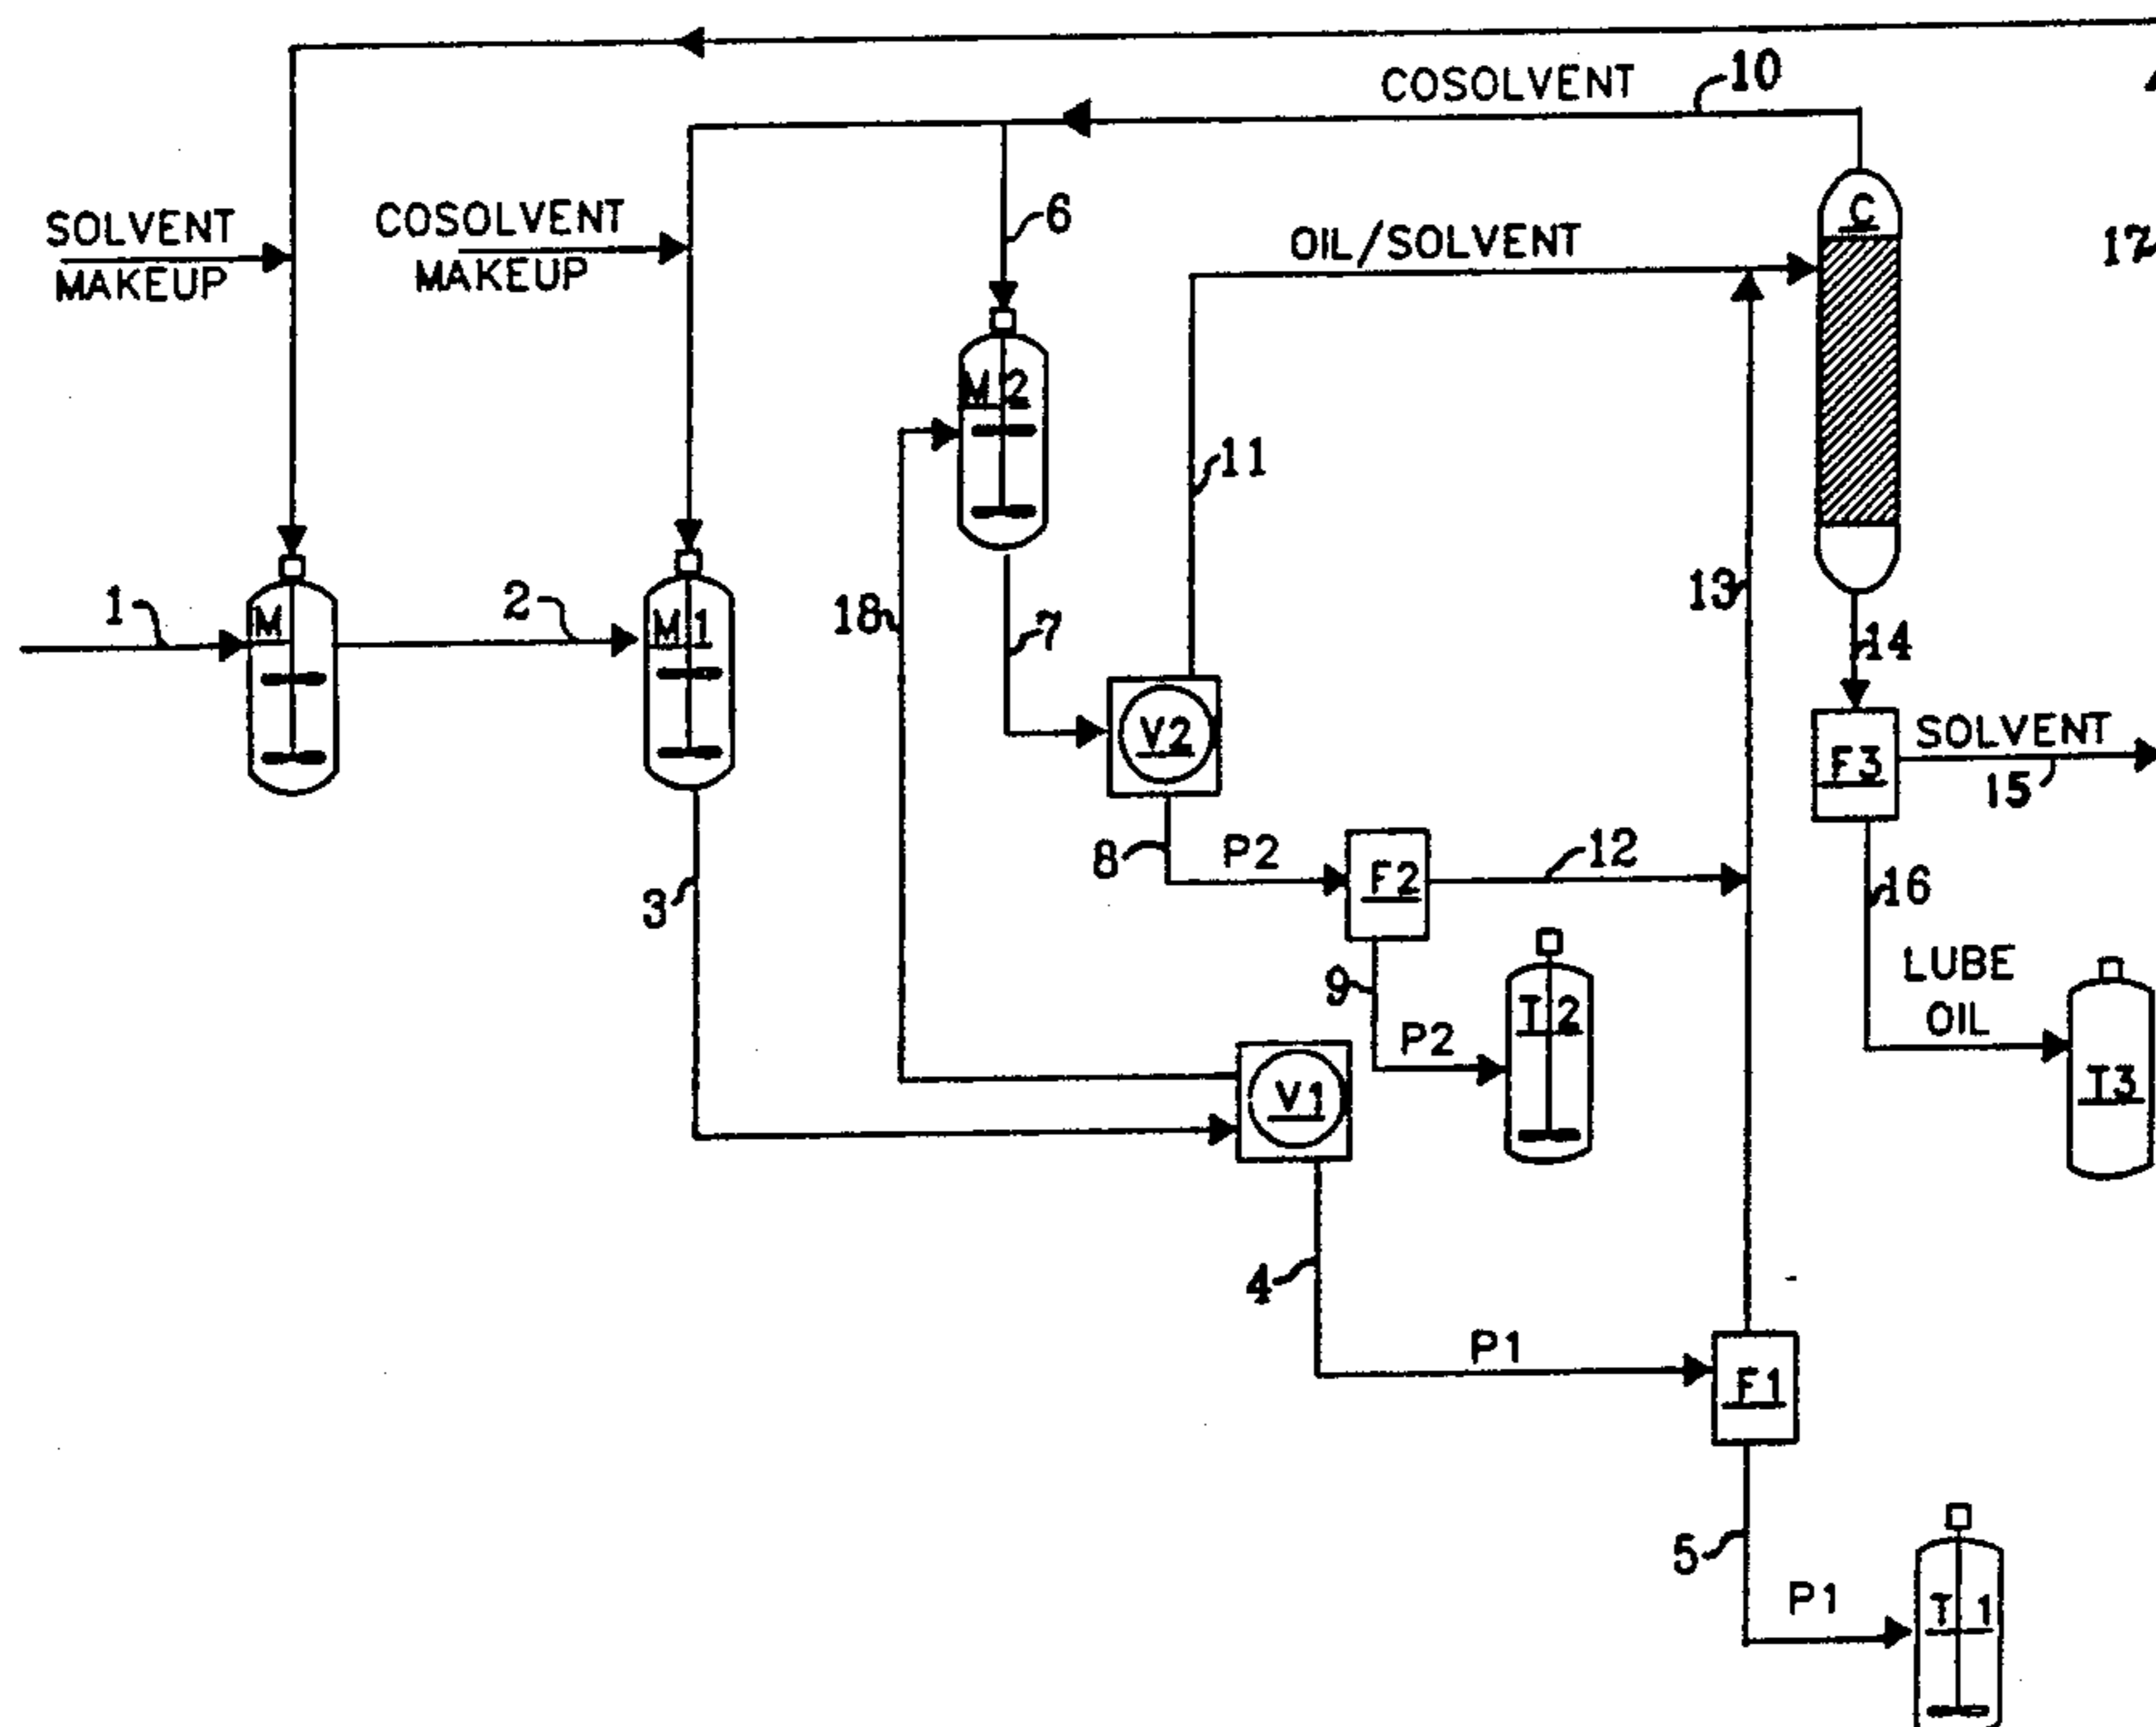 COSOLVENT
10
SOLVENT
MAKEUP
COSOLVENT
MAKEUP
6
OIL/SOLVENT
C
17
M2
11
1
M
2
M1
18
7
13
14
V2
F3
SOLVENT
15
8
P2
F2
12
3
16
9
P2
T2
LUBE
OIL
V1
T3
4
P1
F1
5
P1
T1